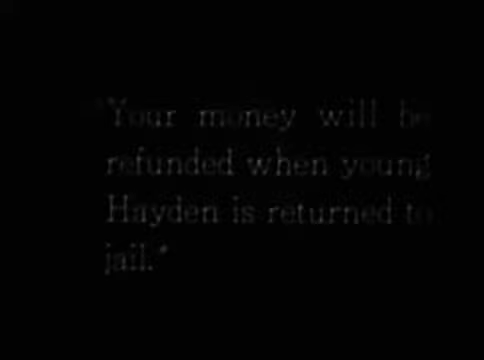 "Your money will be
refunded when young
Hayden is returned to
jail."